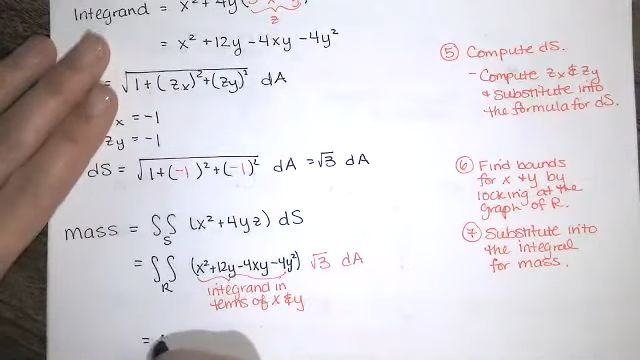 Integrand = x² + 4y(
z
= x² + 12y - 4xy - 4y²
= √(1 + (zₓ)² + (z_y)²) dA
x = -1
zy = -1
dS = √(1 + (-1)² + (-1)²) dA = √3 dA
mass = ∬_S (x² + 4yz) dS
= ∬_R (x² + 12y - 4xy - 4y²) √3 dA
integrand in
terms of x & y
=
⑤ Compute dS.
- Compute zx & zy
& substitute into
the formula for dS.
⑥ Find bounds
for x & y by
looking at the
graph of R.
⑦ Substitute into
the integral
for mass.